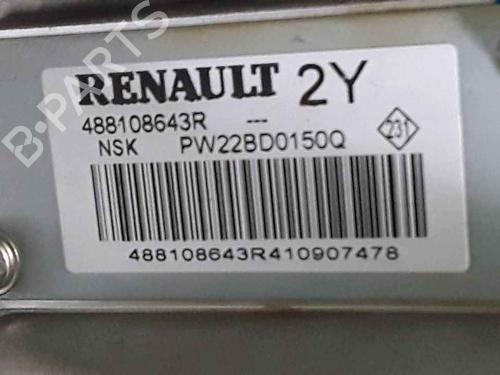 B-PARTS
RENAULT 2Y
488108643R ---
NSK PW22BD0150Q
231
488108643R410907478